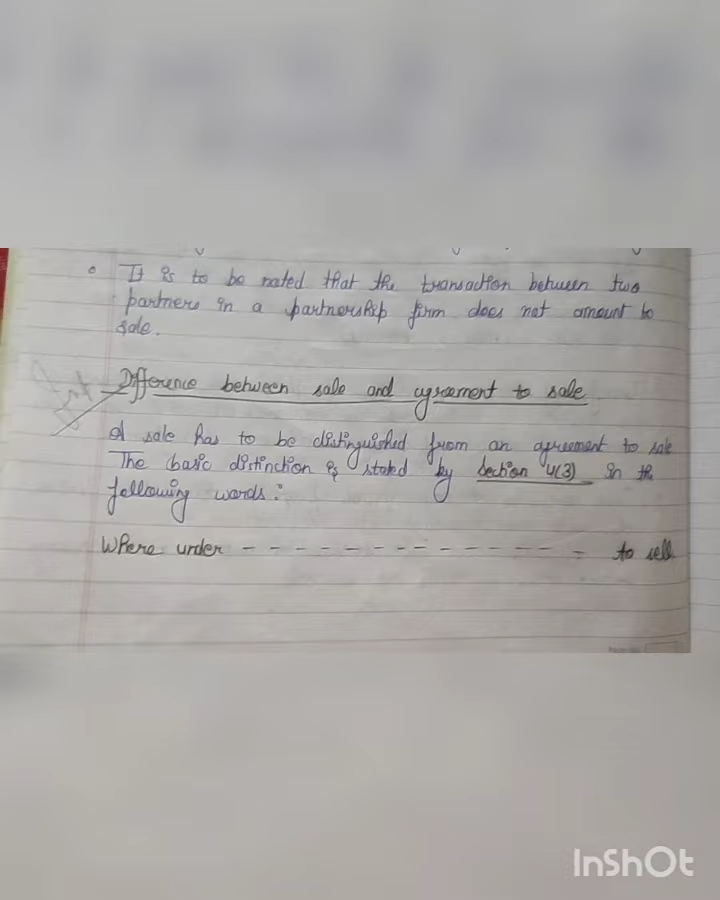 It is to be noted that the transaction between two
partners in a partnership firm does not amount to
sale.
Imt
Difference between sale and agreement to sale
A sale has to be distinguished from an agreement to sale
The basic distinction is stated by Section 4(3) in the
following words:
Where under - - - - - - - - - - - - - - to sell
InShOt